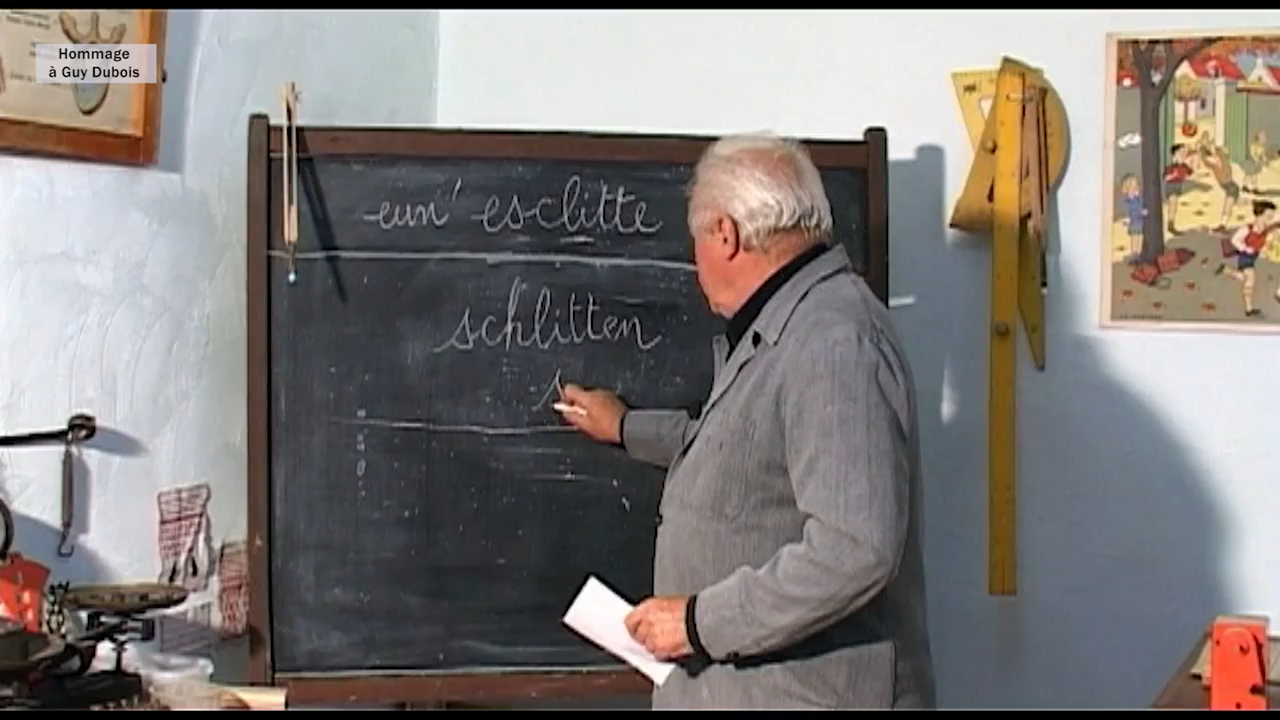 Hommage
à Guy Dubois
eun' esclitte
schlitten
s